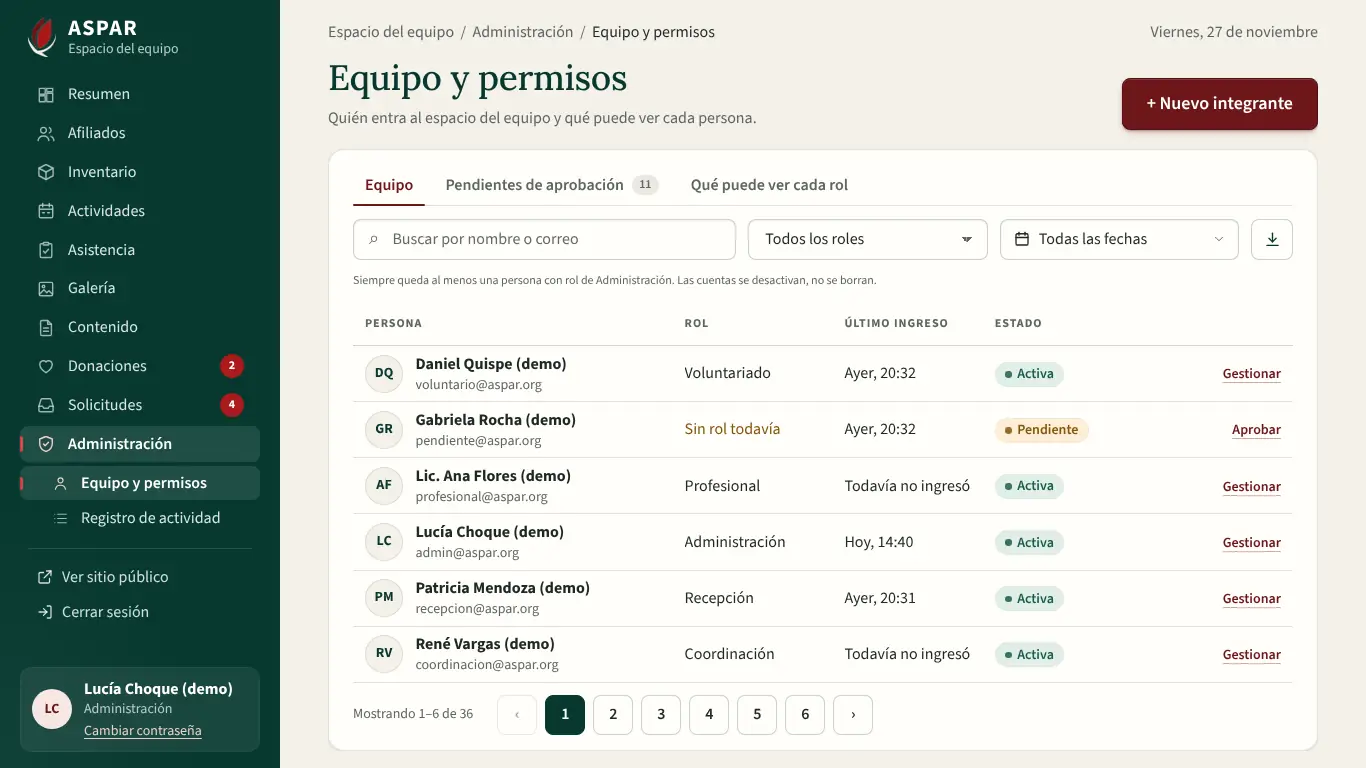 ASPAR
Espacio del equipo
Resumen
Afiliados
Inventario
Actividades
Asistencia
Galería
Contenido
Donaciones 2
Solicitudes 4
Administración
Equipo y permisos
Registro de actividad
Ver sitio público
Cerrar sesión
LC
Lucía Choque (demo)
Administración
Cambiar contraseña
Espacio del equipo / Administración / Equipo y permisos
Viernes, 27 de noviembre
Equipo y permisos
Quién entra al espacio del equipo y qué puede ver cada persona.
+ Nuevo integrante
Equipo Pendientes de aprobación 11 Qué puede ver cada rol
Buscar por nombre o correo Todos los roles Todas las fechas
Siempre queda al menos una persona con rol de Administración. Las cuentas se desactivan, no se borran.
PERSONA ROL ÚLTIMO INGRESO ESTADO
DQ Daniel Quispe (demo) Voluntariado Ayer, 20:32 Activa Gestionar
voluntario@aspar.org
GR Gabriela Rocha (demo) Sin rol todavía Ayer, 20:32 Pendiente Aprobar
pendiente@aspar.org
AF Lic. Ana Flores (demo) Profesional Todavía no ingresó Activa Gestionar
profesional@aspar.org
LC Lucía Choque (demo) Administración Hoy, 14:40 Activa Gestionar
admin@aspar.org
PM Patricia Mendoza (demo) Recepción Ayer, 20:31 Activa Gestionar
recepcion@aspar.org
RV René Vargas (demo) Coordinación Todavía no ingresó Activa Gestionar
coordinacion@aspar.org
Mostrando 1–6 de 36 ‹ 1 2 3 4 5 6 ›